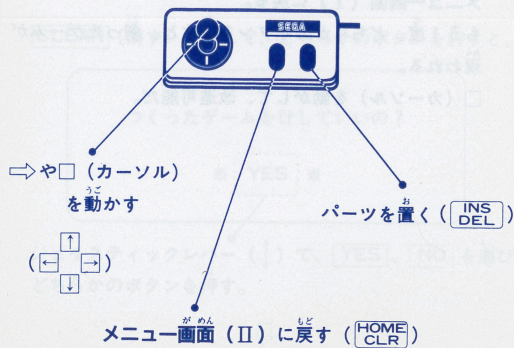 SEGA
⇨や□（カーソル）
を動かす
（↑←→↓）
パーツを置く（INS DEL）
メニュー画面（II）に戻す（HOME CLR）